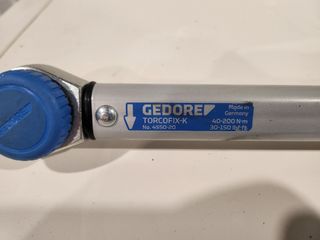 GEDORE
Made in
Germany
TORCOFIX-K
No. 4550-20
40-200 N·m
30-150 lbf·ft